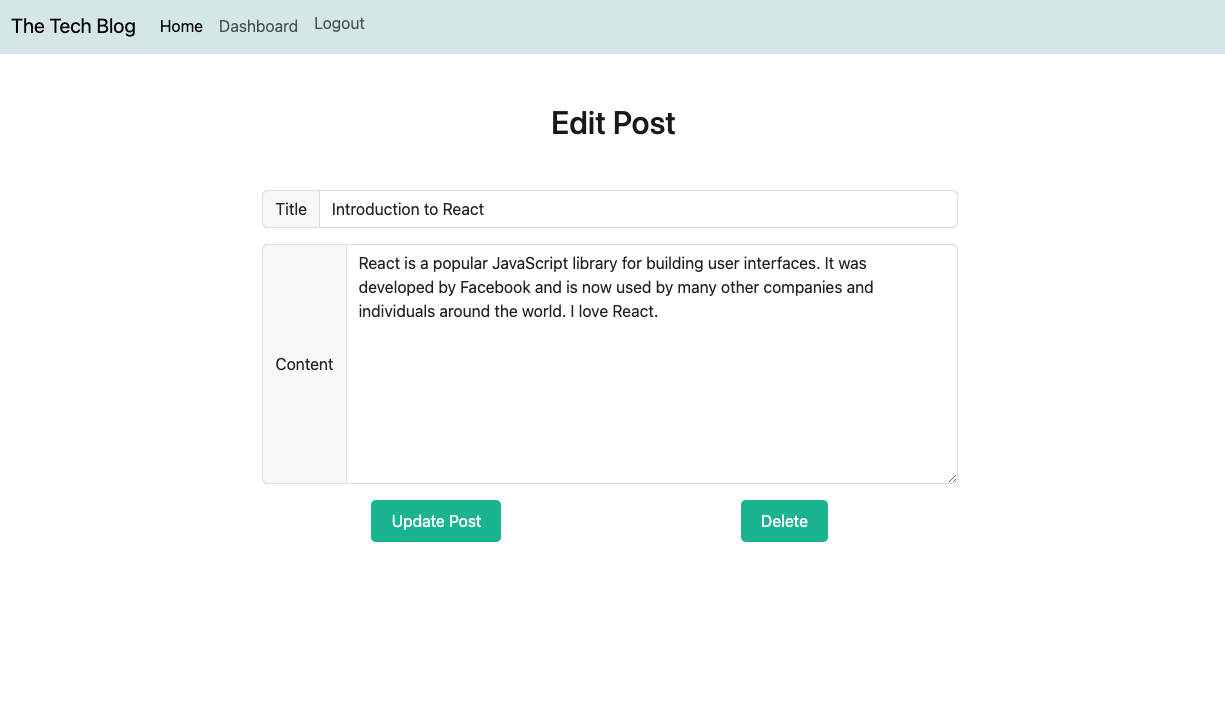 The Tech Blog Home Dashboard Logout
Edit Post
Title Introduction to React
React is a popular JavaScript library for building user interfaces. It was
developed by Facebook and is now used by many other companies and
individuals around the world. I love React.
Content
Update Post Delete